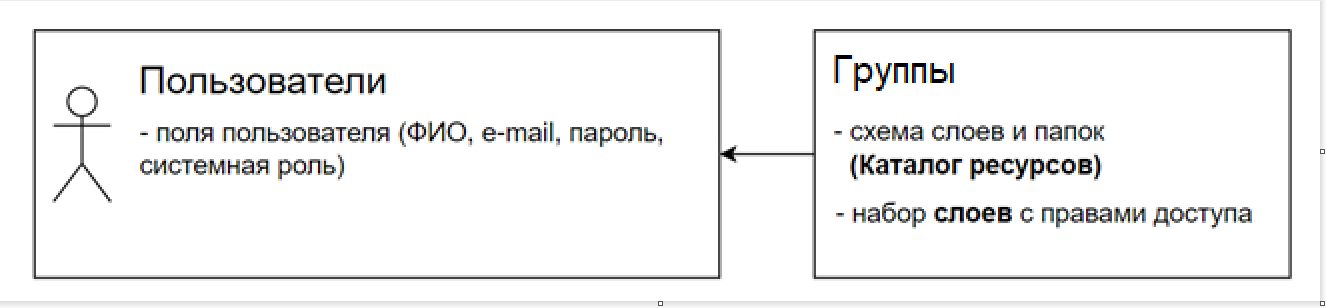 Пользователи
- поля пользователя (ФИО, e-mail, пароль,
системная роль)
Группы
- схема слоев и папок
(Каталог ресурсов)
- набор слоев с правами доступа